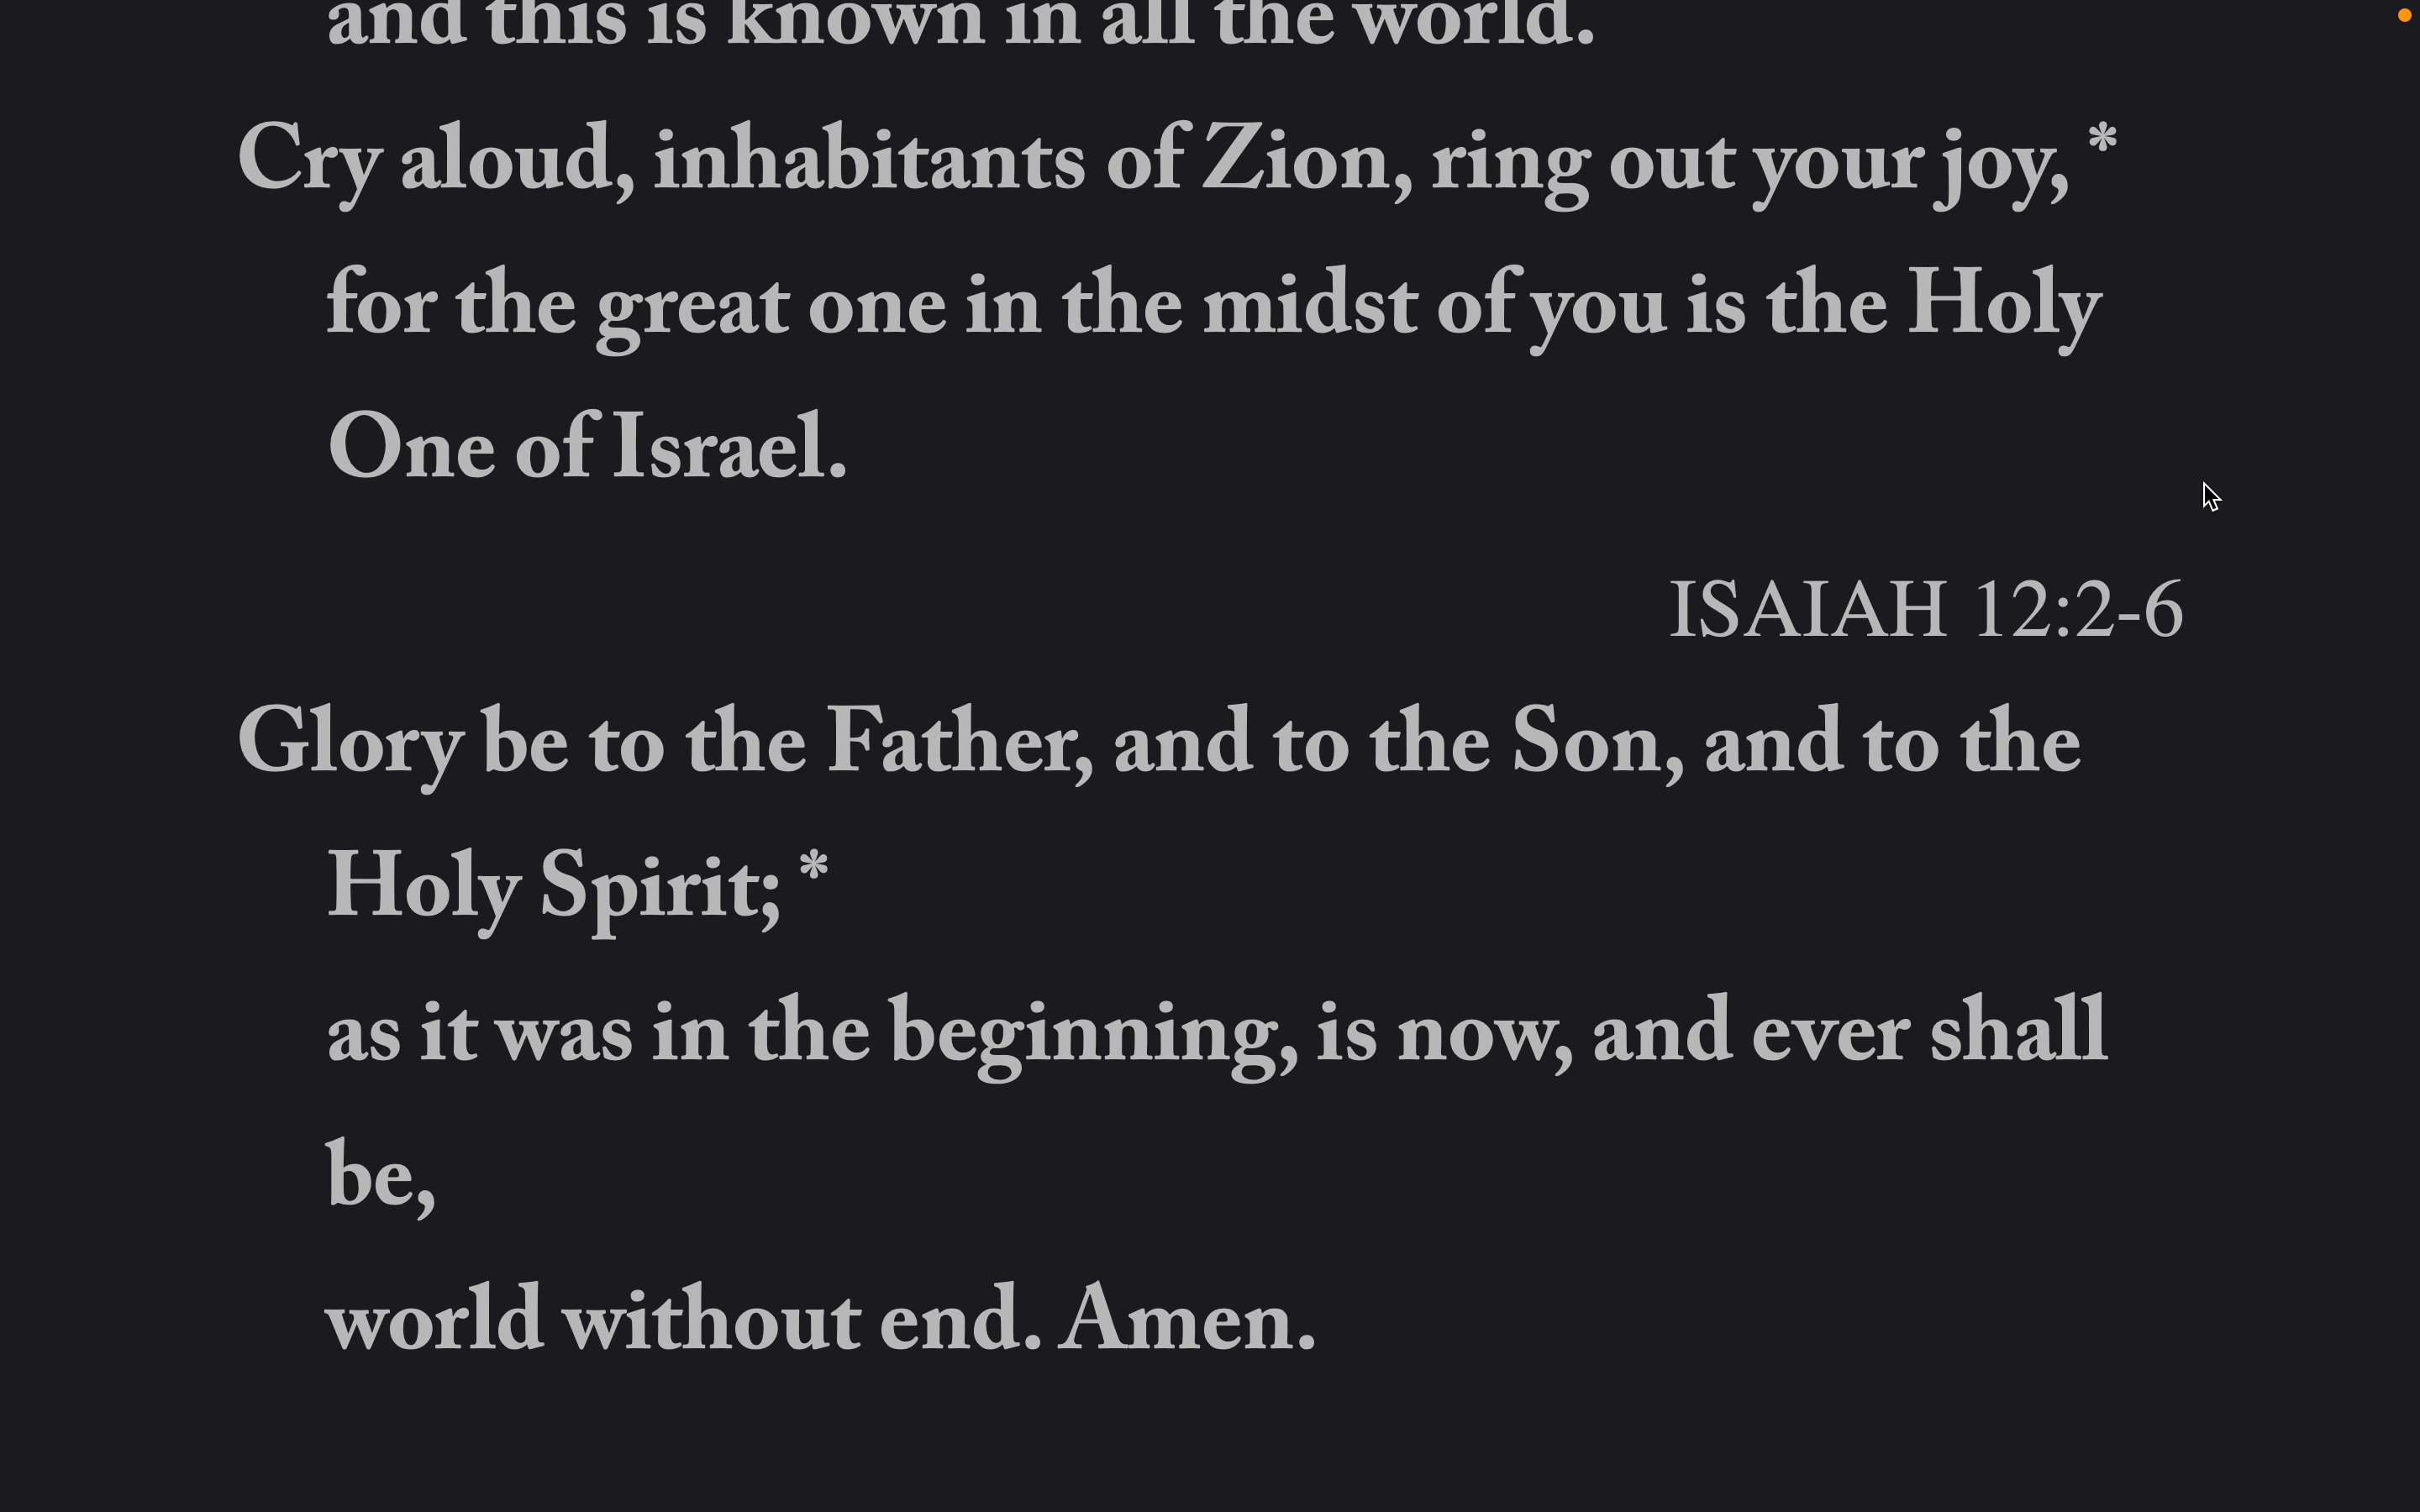 and this is known in all the world.
Cry aloud, inhabitants of Zion, ring out your joy, *
for the great one in the midst of you is the Holy
One of Israel.
ISAIAH 12:2-6
Glory be to the Father, and to the Son, and to the
Holy Spirit; *
as it was in the beginning, is now, and ever shall
be,
world without end. Amen.